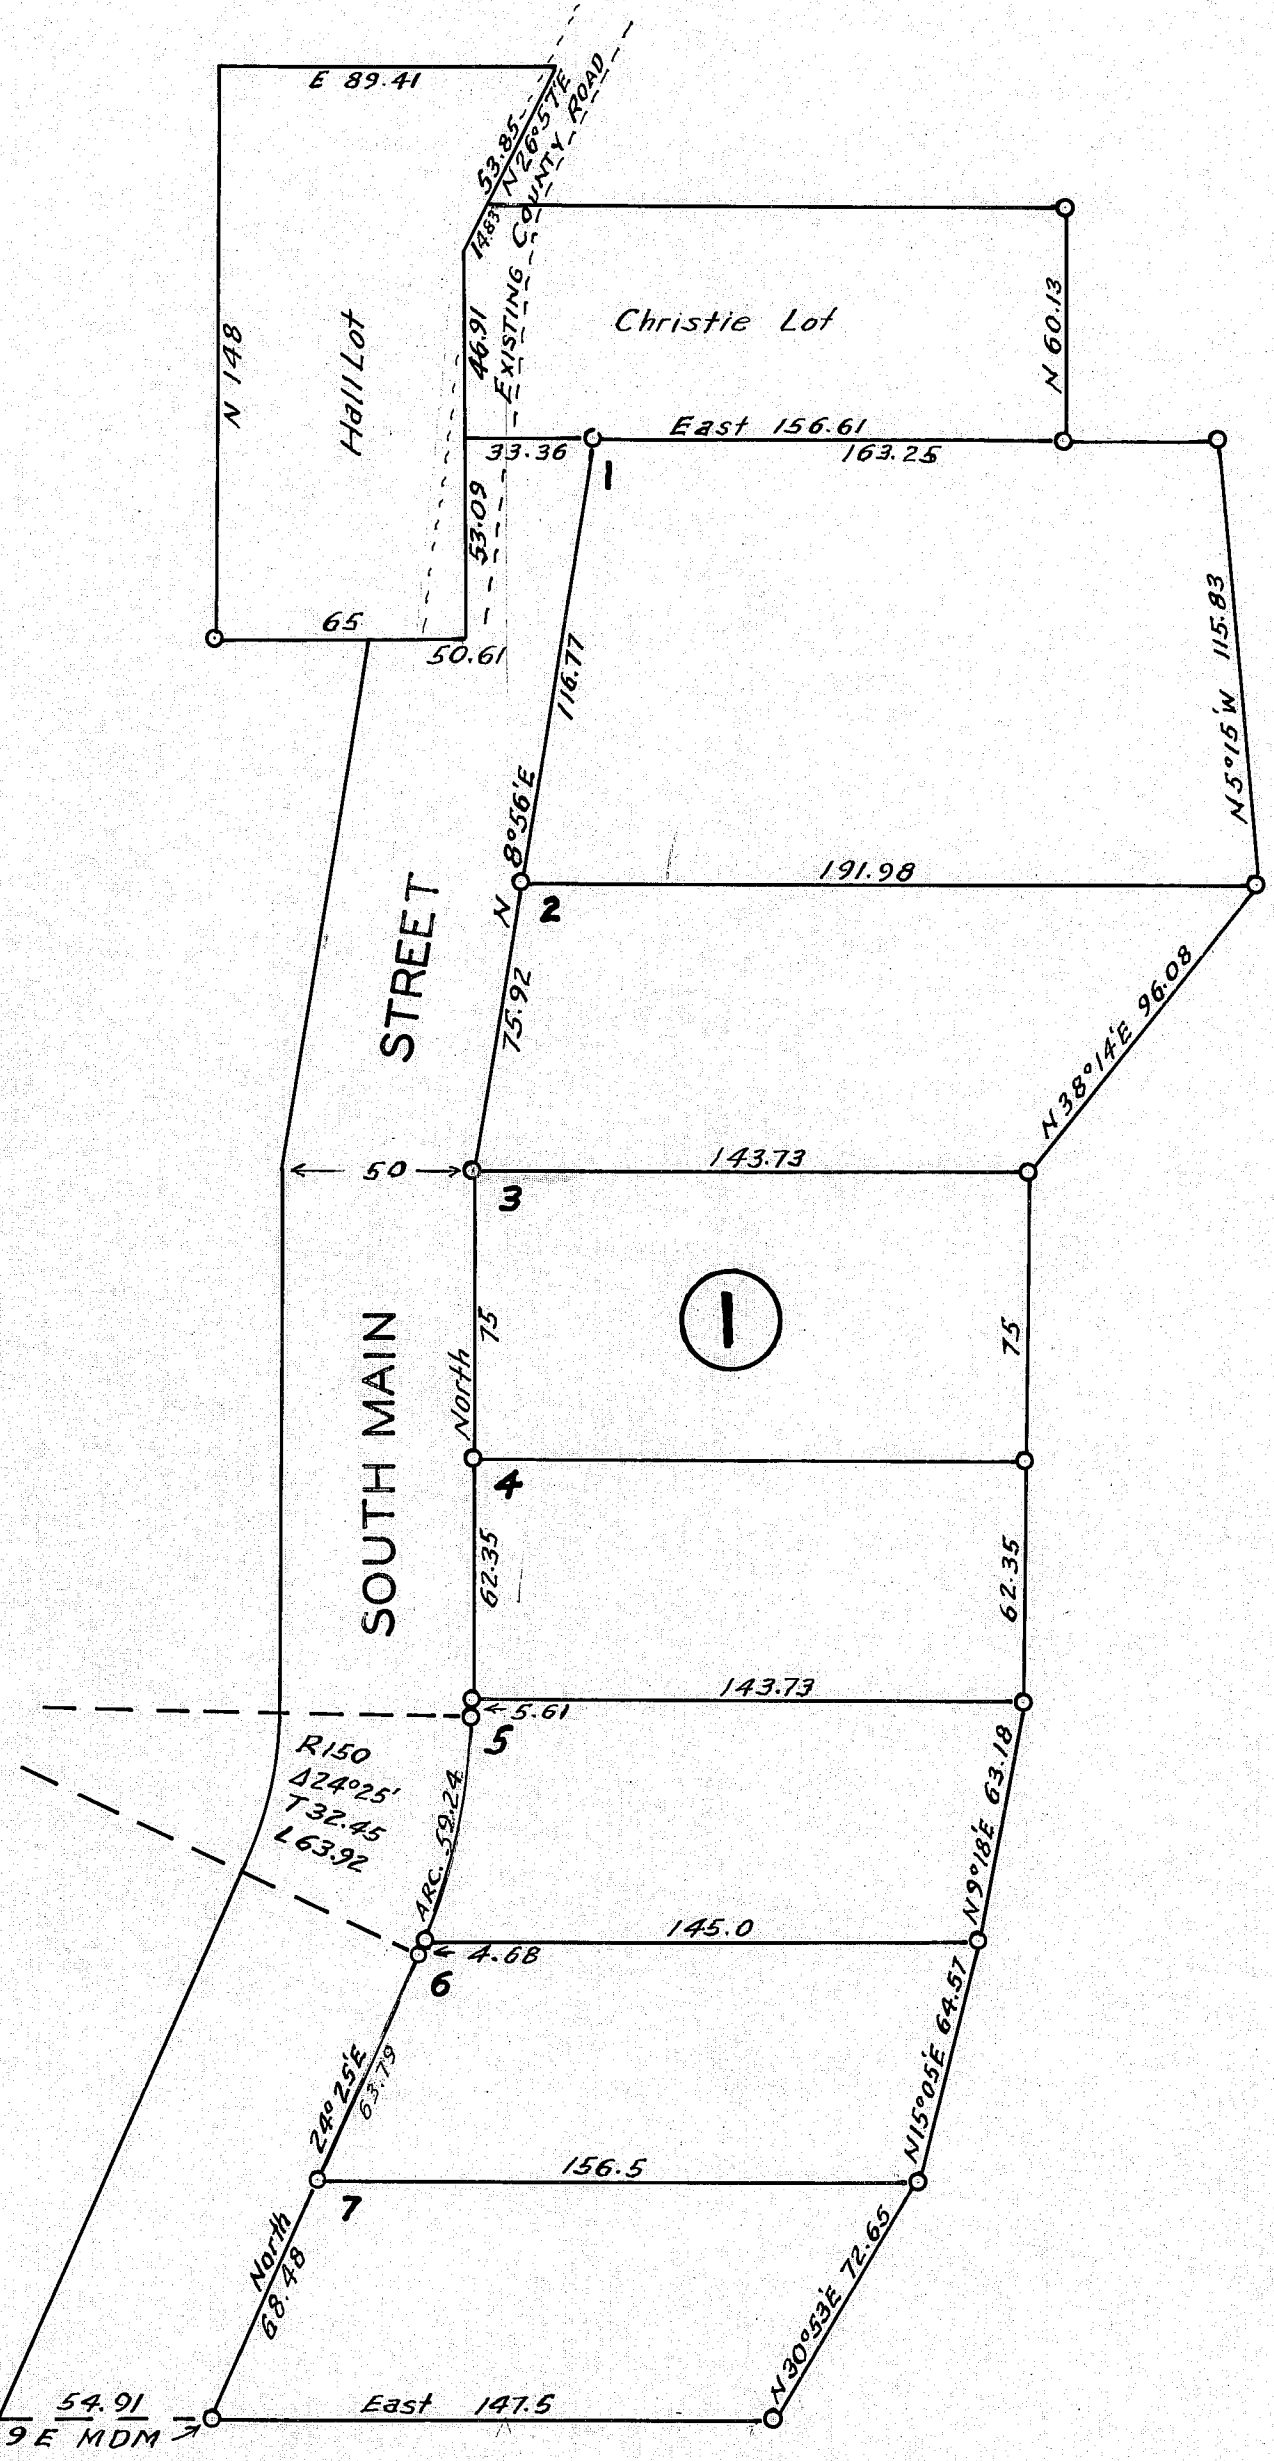 E 89.41
53.85
N 26°57'E
14.83
EXISTING COUNTY ROAD
N 148
Hall Lot
46.91
Christie Lot
N 60.13
East 156.61
33.36
163.25
1
53.09
65
50.61
116.77
N 5°15'W 115.83
N 8°56'E
191.98
2
75.92
N 38°14'E 96.08
STREET
50
143.73
3
1
75
75
North
SOUTH MAIN
4
62.35
62.35
143.73
5.61
5
R150
Δ24°25'
T32.45
L63.92
ARC. 59.24
N9°18'E 63.18
145.0
4.68
6
N15°05'E 64.57
24°25'E
63.79
156.5
7
North
68.48
N30°53'E 72.65
54.91
East 147.5
9 E MDM